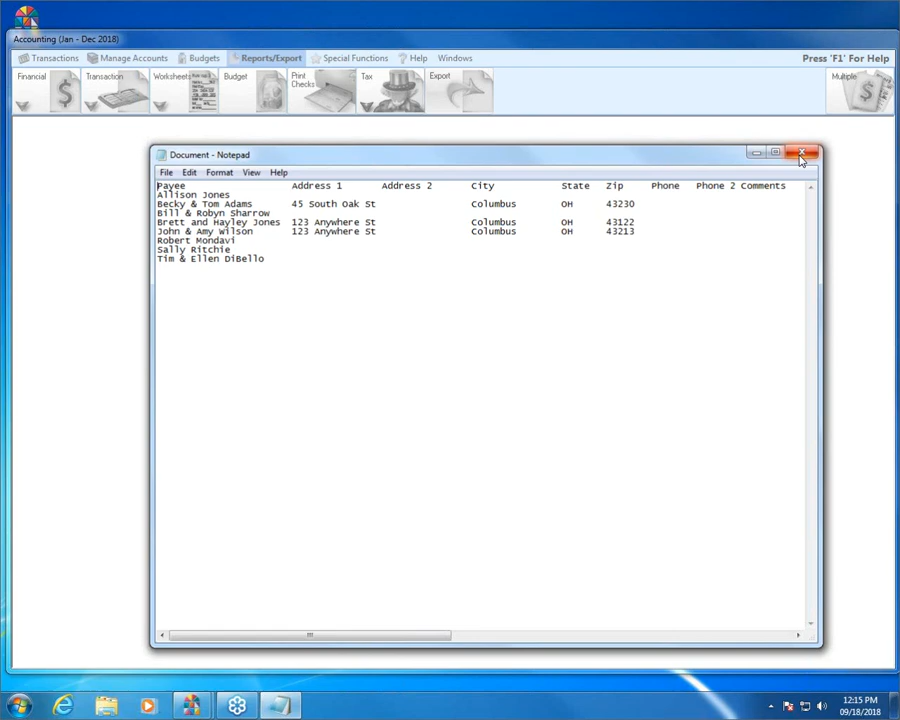 Accounting (Jan - Dec 2018)
Transactions Manage Accounts Budgets Reports/Export Special Functions Help Windows Press 'F1' For Help
Financial Transaction Worksheets Budget Print Checks Tax Export Multiple
Document - Notepad
File Edit Format View Help
Payee Address 1 Address 2 City State Zip Phone Phone 2 Comments
Allison Jones
Becky & Tom Adams 45 South Oak St Columbus OH 43230
Bill & Robyn Sharrow
Brett and Hayley Jones 123 Anywhere St Columbus OH 43122
John & Amy Wilson 123 Anywhere St Columbus OH 43213
Robert Mondavi
Sally Ritchie
Tim & Ellen DiBello
12:15 PM
09/18/2018